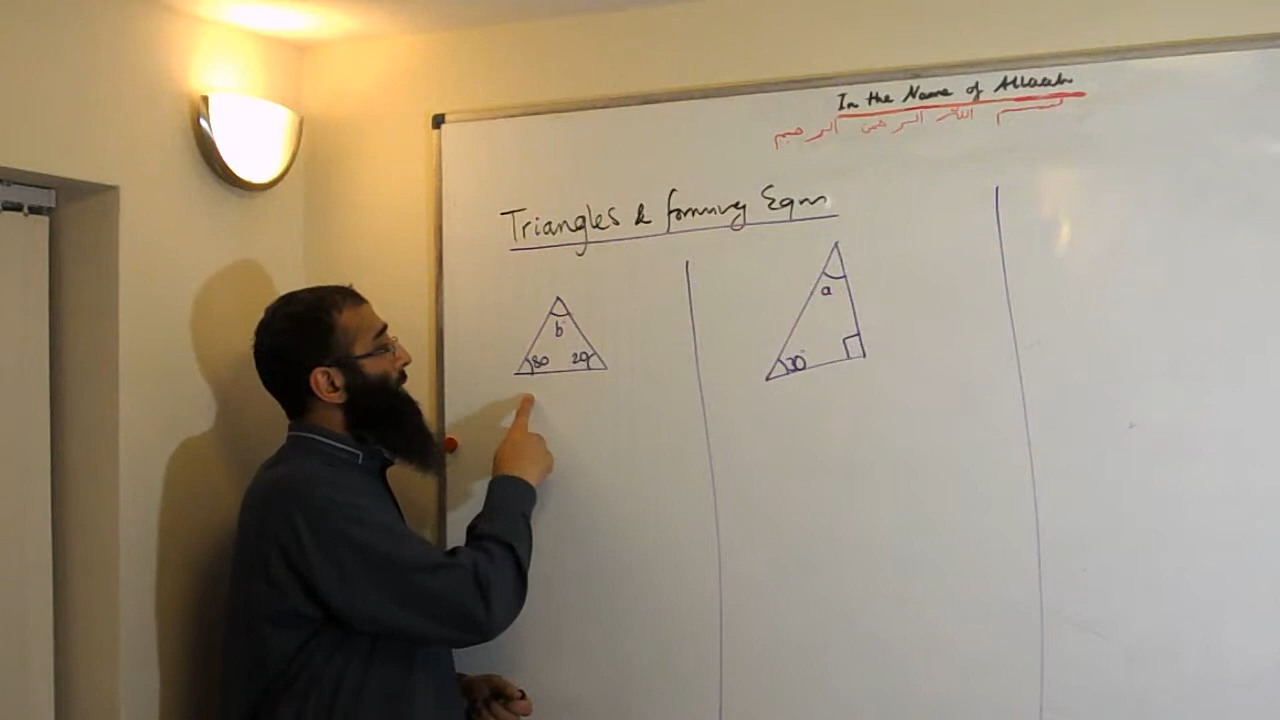 In the Name of Allaah
بسم الله الرحمن الرحيم
Triangles & forming Eqns
b°
80 20
a
30°